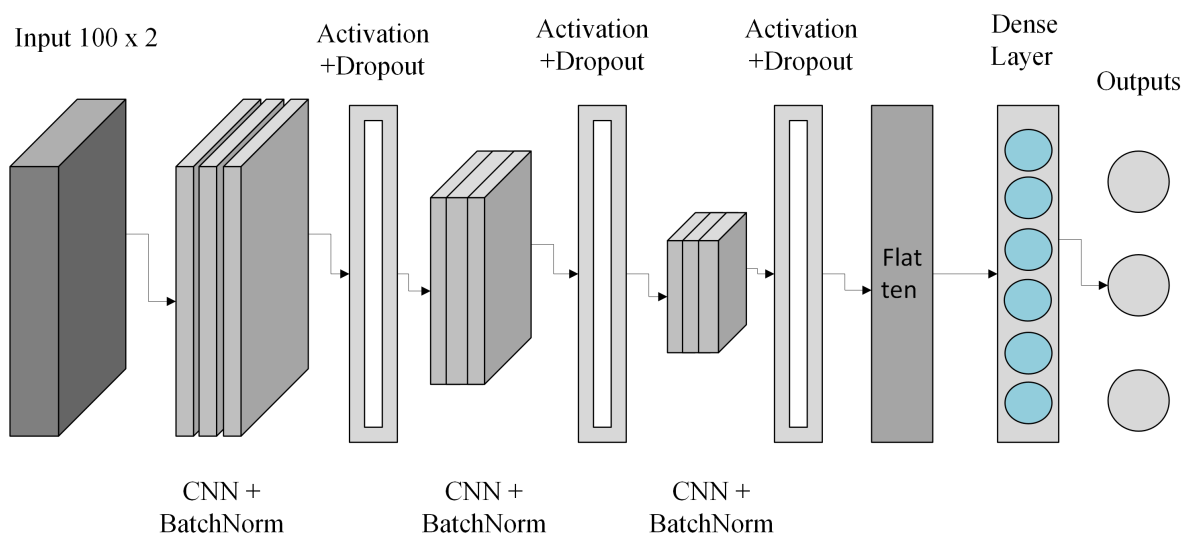 Input 100 x 2
Activation
+Dropout
Activation
+Dropout
Activation
+Dropout
Dense
Layer
Outputs
Flat
ten
CNN +
BatchNorm
CNN +
BatchNorm
CNN +
BatchNorm